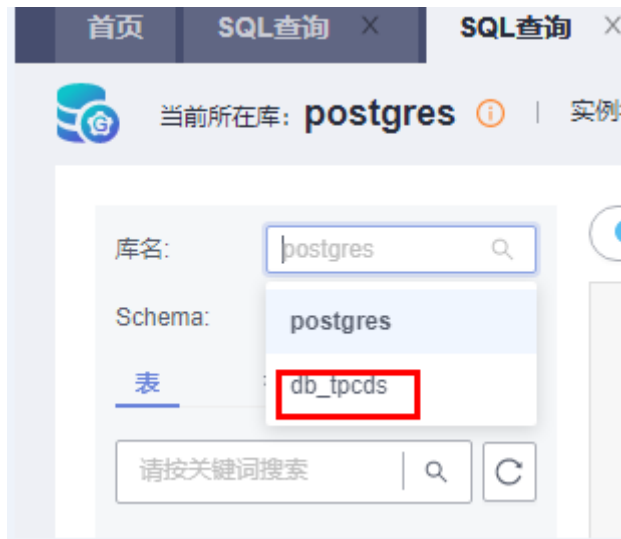 首页 SQL查询 SQL查询
当前所在库: postgres 实例
库名: postgres
Schema: postgres
表 db_tpcds
请按关键词搜索